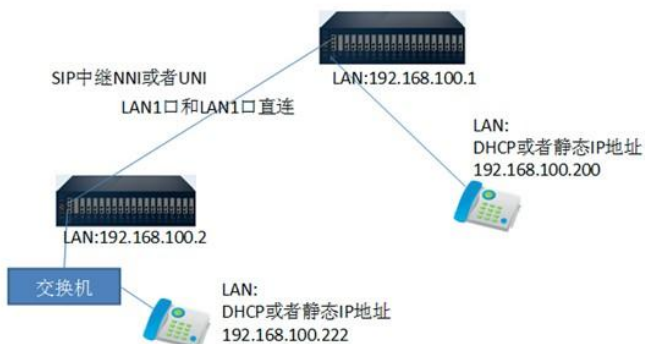 LAN:192.168.100.1
SIP中继NNI或者UNI
LAN1口和LAN1口直连
LAN:
DHCP或者静态IP地址
192.168.100.200
LAN:192.168.100.2
交换机
LAN:
DHCP或者静态IP地址
192.168.100.222